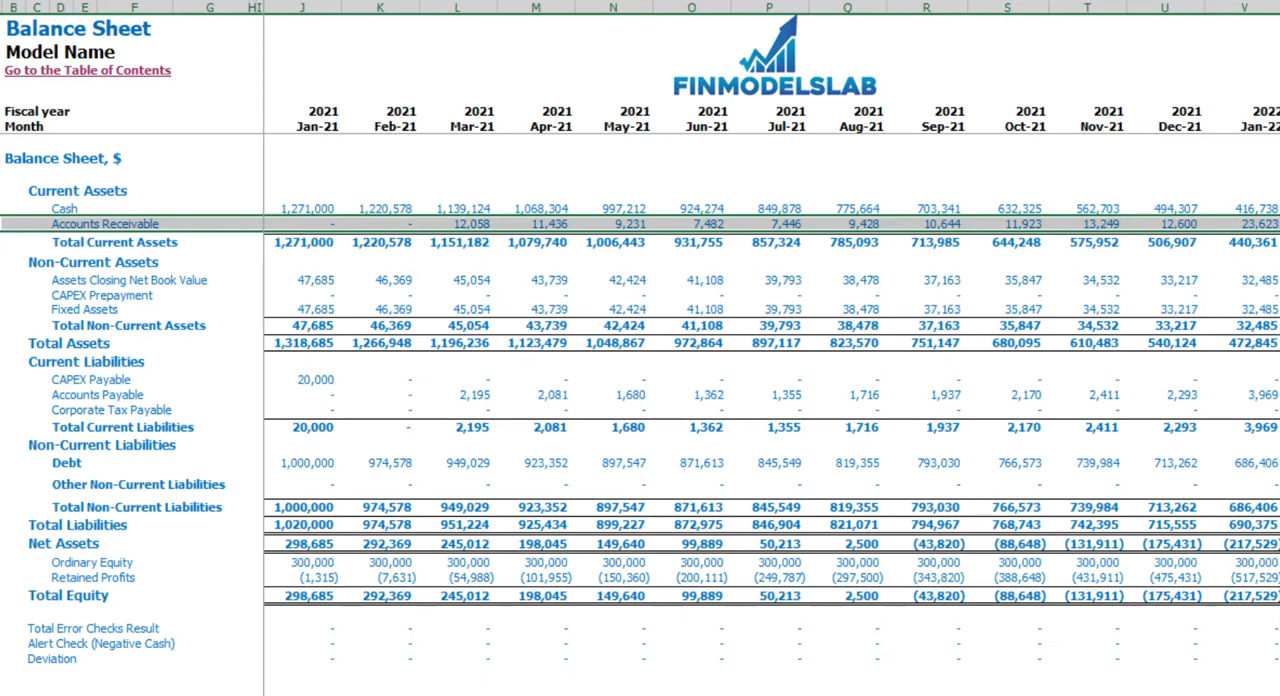 B C D E F G HI J K L M N O P Q R S T U V
Balance Sheet
Model Name
Go to the Table of Contents
FINMODELSLAB
Fiscal year 2021 2021 2021 2021 2021 2021 2021 2021 2021 2021 2021 2021 2022
Month Jan-21 Feb-21 Mar-21 Apr-21 May-21 Jun-21 Jul-21 Aug-21 Sep-21 Oct-21 Nov-21 Dec-21 Jan-22
Balance Sheet, $
Current Assets
Cash 1,271,000 1,220,578 1,139,124 1,068,304 997,212 924,274 849,878 775,664 703,341 632,325 562,703 494,307 416,738
Accounts Receivable - - 12,058 11,436 9,231 7,482 7,446 9,428 10,644 11,923 13,249 12,600 23,623
Total Current Assets 1,271,000 1,220,578 1,151,182 1,079,740 1,006,443 931,755 857,324 785,093 713,985 644,248 575,952 506,907 440,361
Non-Current Assets
Assets Closing Net Book Value 47,685 46,369 45,054 43,739 42,424 41,108 39,793 38,478 37,163 35,847 34,532 33,217 32,485
CAPEX Prepayment - - - - - - - - - - - - -
Fixed Assets 47,685 46,369 45,054 43,739 42,424 41,108 39,793 38,478 37,163 35,847 34,532 33,217 32,485
Total Non-Current Assets 47,685 46,369 45,054 43,739 42,424 41,108 39,793 38,478 37,163 35,847 34,532 33,217 32,485
Total Assets 1,318,685 1,266,948 1,196,236 1,123,479 1,048,867 972,864 897,117 823,570 751,147 680,095 610,483 540,124 472,845
Current Liabilities
CAPEX Payable 20,000 - - - - - - - - - - - -
Accounts Payable - - 2,195 2,081 1,680 1,362 1,355 1,716 1,937 2,170 2,411 2,293 3,969
Corporate Tax Payable - - - - - - - - - - - - -
Total Current Liabilities 20,000 - 2,195 2,081 1,680 1,362 1,355 1,716 1,937 2,170 2,411 2,293 3,969
Non-Current Liabilities
Debt 1,000,000 974,578 949,029 923,352 897,547 871,613 845,549 819,355 793,030 766,573 739,984 713,262 686,406
Other Non-Current Liabilities - - - - - - - - - - - - -
Total Non-Current Liabilities 1,000,000 974,578 949,029 923,352 897,547 871,613 845,549 819,355 793,030 766,573 739,984 713,262 686,406
Total Liabilities 1,020,000 974,578 951,224 925,434 899,227 872,975 846,904 821,071 794,967 768,743 742,395 715,555 690,375
Net Assets 298,685 292,369 245,012 198,045 149,640 99,889 50,213 2,500 (43,820) (88,648) (131,911) (175,431) (217,529
Ordinary Equity 300,000 300,000 300,000 300,000 300,000 300,000 300,000 300,000 300,000 300,000 300,000 300,000 300,000
Retained Profits (1,315) (7,631) (54,988) (101,955) (150,360) (200,111) (249,787) (297,500) (343,820) (388,648) (431,911) (475,431) (517,529
Total Equity 298,685 292,369 245,012 198,045 149,640 99,889 50,213 2,500 (43,820) (88,648) (131,911) (175,431) (217,529
Total Error Checks Result - - - - - - - - - - - - -
Alert Check (Negative Cash) - - - - - - - - - - - - -
Deviation - - - - - - - - - - - - -